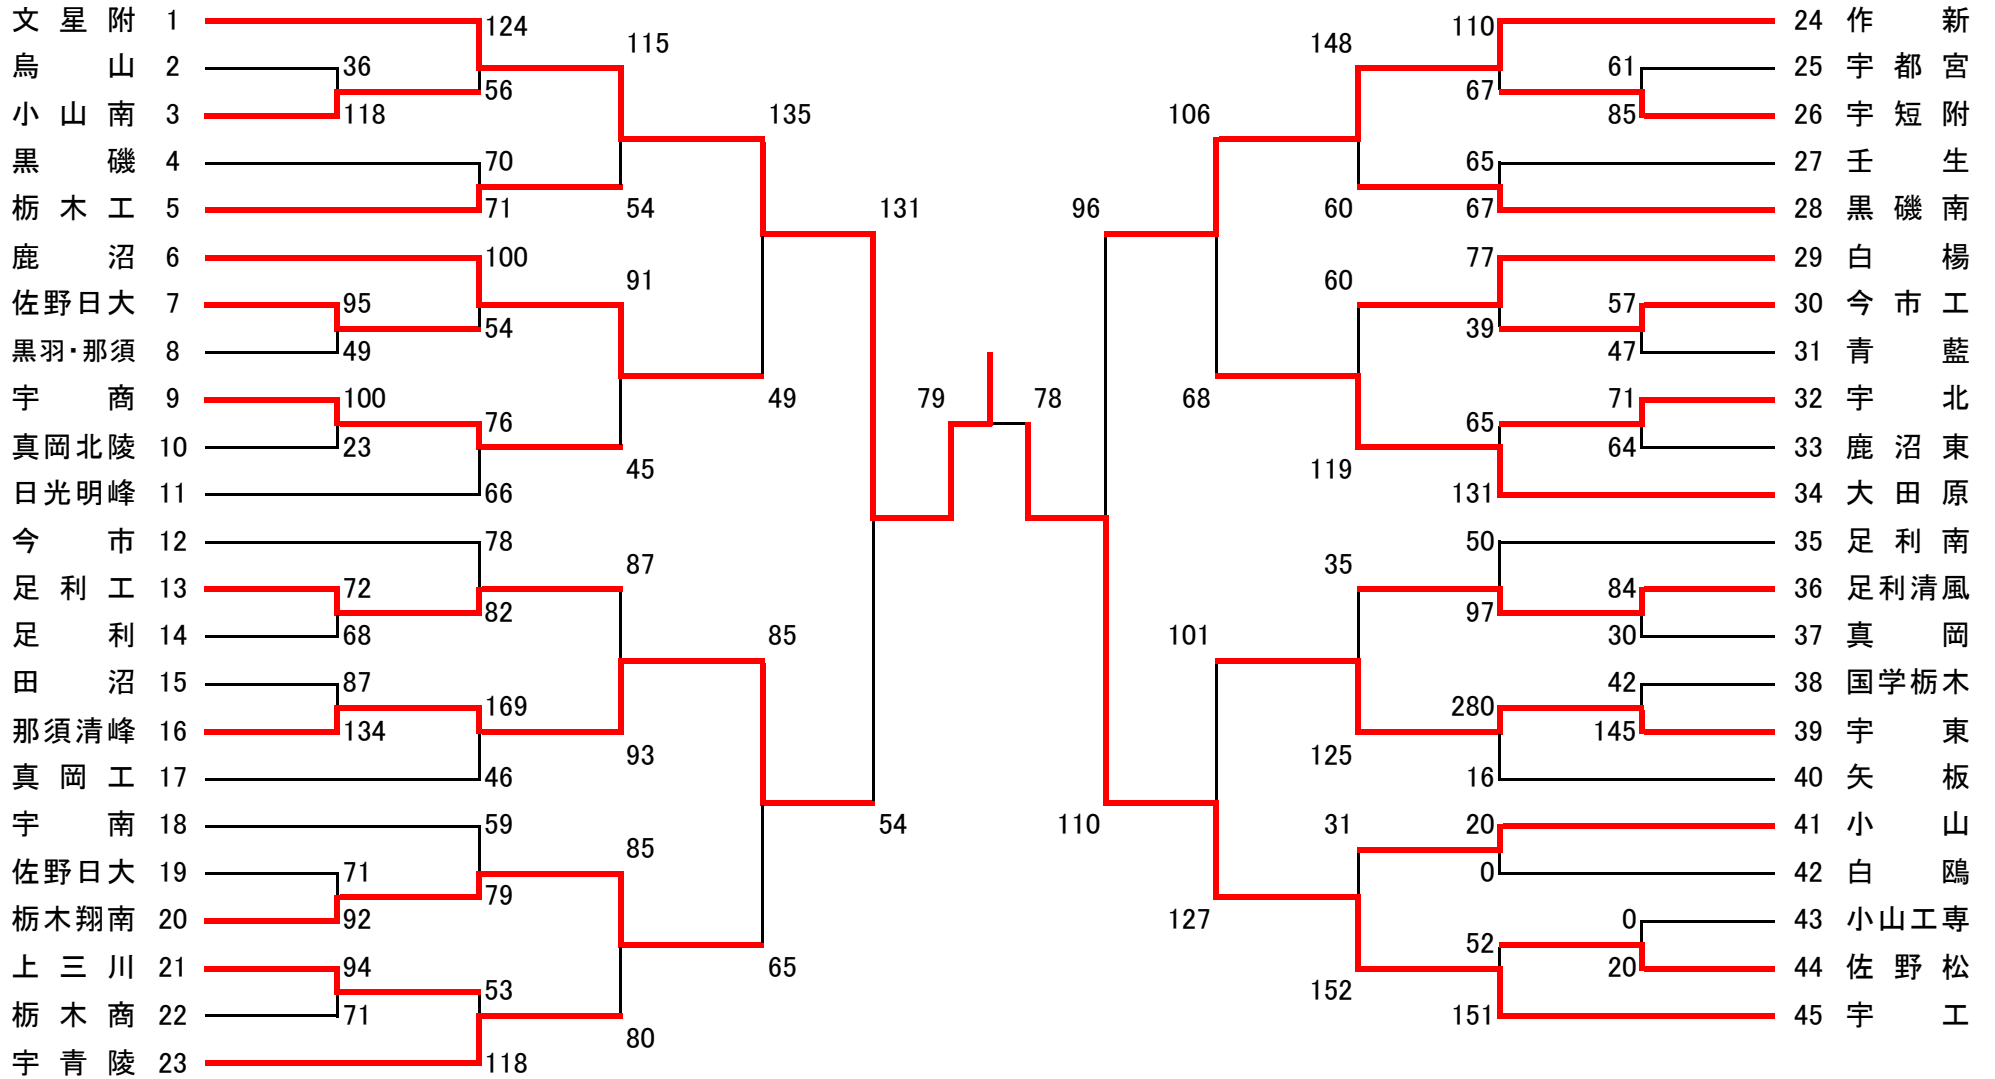 文星附 1 124 115 148 110 24 作新
烏山 2 36 56 135 106 67 61 25 宇都宮
小山南 3 118 85 26 宇短附
黒磯 4 70 65 27 壬生
栃木工 5 71 54 131 96 60 67 28 黒磯南
鹿沼 6 100 91 60 77 29 白楊
佐野日大 7 95 54 39 57 30 今市工
黒羽・那須 8 49 47 31 青藍
宇商 9 100 76 49 79 78 68 65 71 32 宇北
真岡北陵 10 23 45 119 64 33 鹿沼東
日光明峰 11 66 131 34 大田原
今市 12 78 87 35 50 35 足利南
足利工 13 72 82 97 84 36 足利清風
足利 14 68 85 101 30 37 真岡
田沼 15 87 169 280 42 38 国学栃木
那須清峰 16 134 93 125 145 39 宇東
真岡工 17 46 16 40 矢板
宇南 18 59 85 54 110 31 20 41 小山
佐野日大 19 71 79 0 42 白鴎
栃木翔南 20 92 127 52 0 43 小山工専
上三川 21 94 53 65 152 20 44 佐野松
栃木商 22 71 80 151 45 宇工
宇青陵 23 118